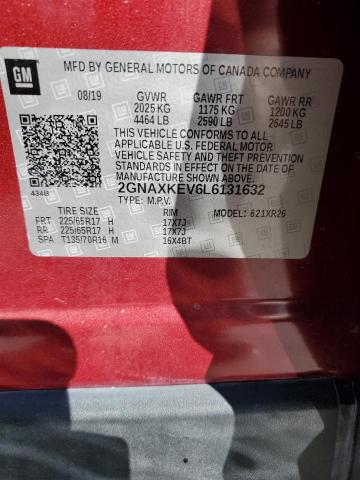 GM
MFD BY GENERAL MOTORS OF CANADA COMPANY
08/19 GVWR GAWR FRT GAWR RR
2025 KG 1175 KG 1200 KG
4464 LB 2590 LB 2645 LB
THIS VEHICLE CONFORMS TO ALL APPLICABLE
U.S. FEDERAL MOTOR
VEHICLE SAFETY, BUMPER, AND THEFT PREVENTION
STANDARDS IN EFFECT ON THE DATE OF
MANUFACTURE SHOWN ABOVE.
434B
2GNAXKEV6L6131632
TYPE: M.P.V. MODEL: 621XR26
TIRE SIZE RIM
FRT 225/65R17 H 17X7J
RR 225/65R17 H 17X7J
SPA T135/70R16 M 16X4BT